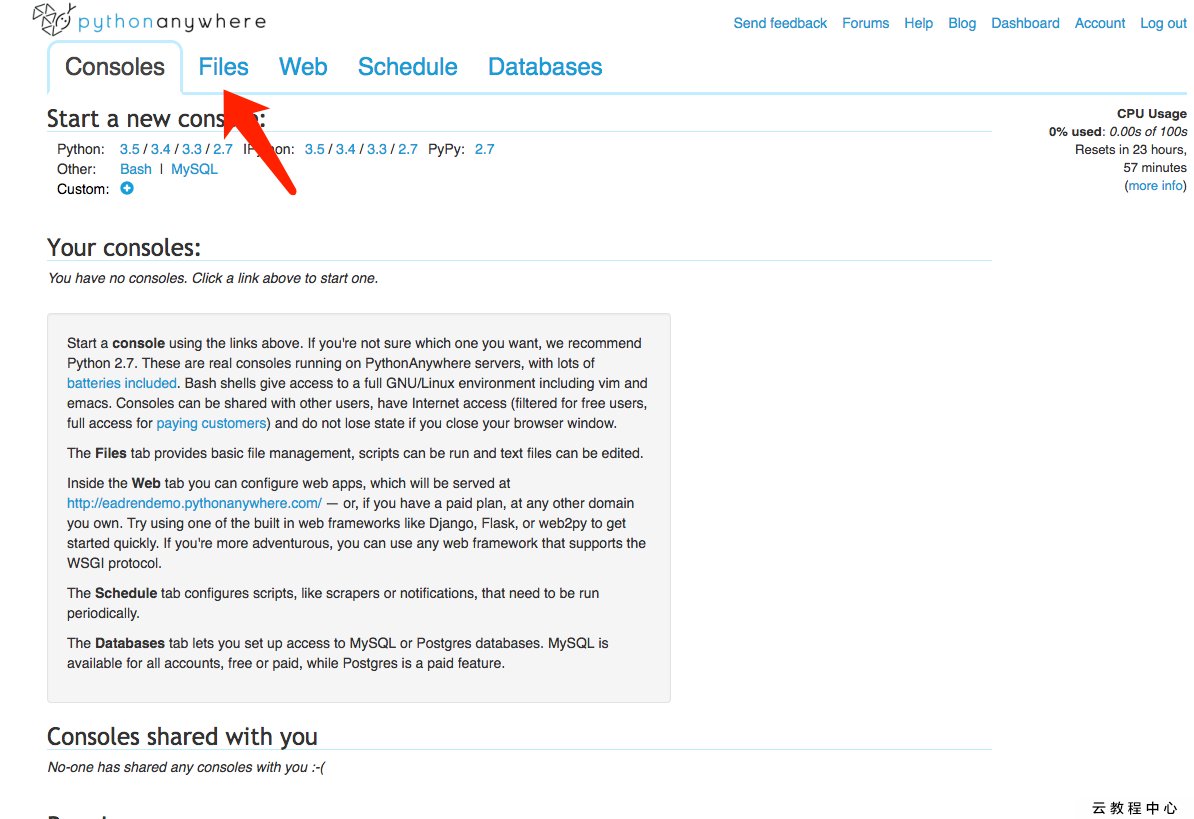 pythonanywhere
Send feedback Forums Help Blog Dashboard Account Log out
Consoles Files Web Schedule Databases
Start a new :
Python: 3.5 / 3.4 / 3.3 / 2.7 3.5 / 3.4 / 3.3 / 2.7 PyPy: 2.7
Other: Bash | MySQL
Custom:
CPU Usage
0% used: 0.00s of 100s
Resets in 23 hours,
57 minutes
(more info)
Your consoles:
You have no consoles. Click a link above to start one.
Start a console using the links above. If you're not sure which one you want, we recommend
Python 2.7. These are real consoles running on PythonAnywhere servers, with lots of
batteries included. Bash shells give access to a full GNU/Linux environment including vim and
emacs. Consoles can be shared with other users, have Internet access (filtered for free users,
full access for paying customers) and do not lose state if you close your browser window.
The Files tab provides basic file management, scripts can be run and text files can be edited.
Inside the Web tab you can configure web apps, which will be served at
http://eadrendemo.pythonanywhere.com/ — or, if you have a paid plan, at any other domain
you own. Try using one of the built in web frameworks like Django, Flask, or web2py to get
started quickly. If you're more adventurous, you can use any web framework that supports the
WSGI protocol.
The Schedule tab configures scripts, like scrapers or notifications, that need to be run
periodically.
The Databases tab lets you set up access to MySQL or Postgres databases. MySQL is
available for all accounts, free or paid, while Postgres is a paid feature.
Consoles shared with you
No-one has shared any consoles with you :-(
云教程中心